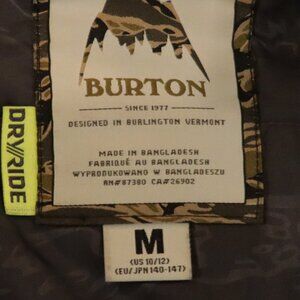 BURTON
SINCE 1977
DESIGNED IN BURLINGTON VERMONT
MADE IN BANGLADESH
FABRIQUÉ AU BANGLADESH
WYPRODUKOWANO W BANGLADESZU
RN#87380 CA#26902
DRYRIDE
M
(US 10/12)
(EU/JPN 140-147)